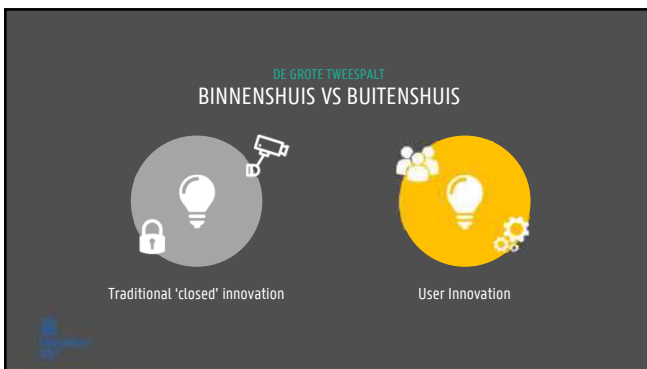 DE GROTE TWEESPALT
BINNENSHUIS VS BUITENSHUIS
Traditional ‘closed’ innovation
User Innovation